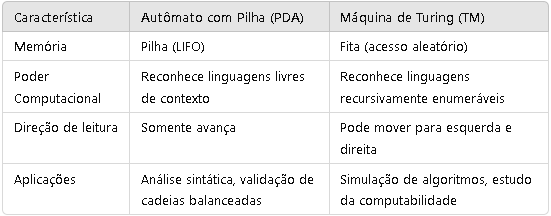 Característica Autômato com Pilha (PDA) Máquina de Turing (TM)
Memória Pilha (LIFO) Fita (acesso aleatório)
Poder Reconhece linguagens livres Reconhece linguagens
Computacional de contexto recursivamente enumeráveis
Direção de leitura Somente avança Pode mover para esquerda e
direita
Aplicações Análise sintática, validação de Simulação de algoritmos, estudo
cadeias balanceadas da computabilidade